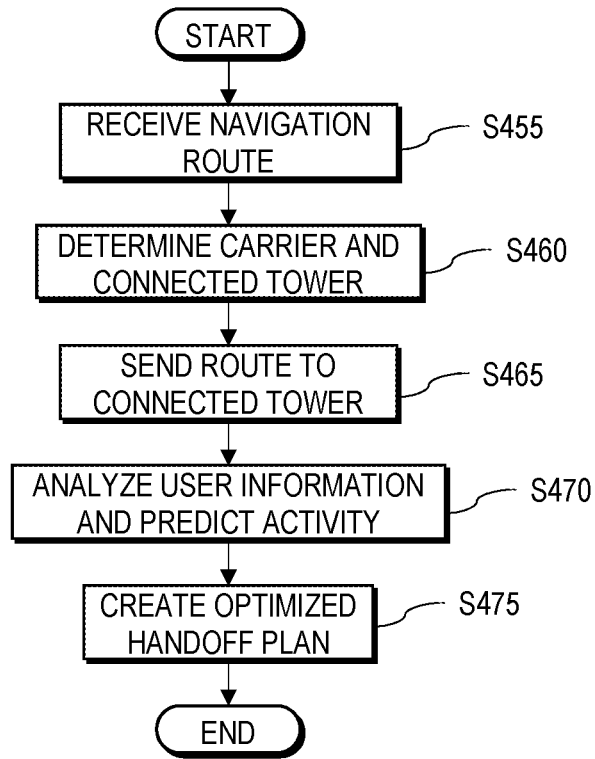 START
RECEIVE NAVIGATION
ROUTE
S455
DETERMINE CARRIER AND
CONNECTED TOWER
S460
SEND ROUTE TO
CONNECTED TOWER
S465
ANALYZE USER INFORMATION
AND PREDICT ACTIVITY
S470
CREATE OPTIMIZED
HANDOFF PLAN
S475
END